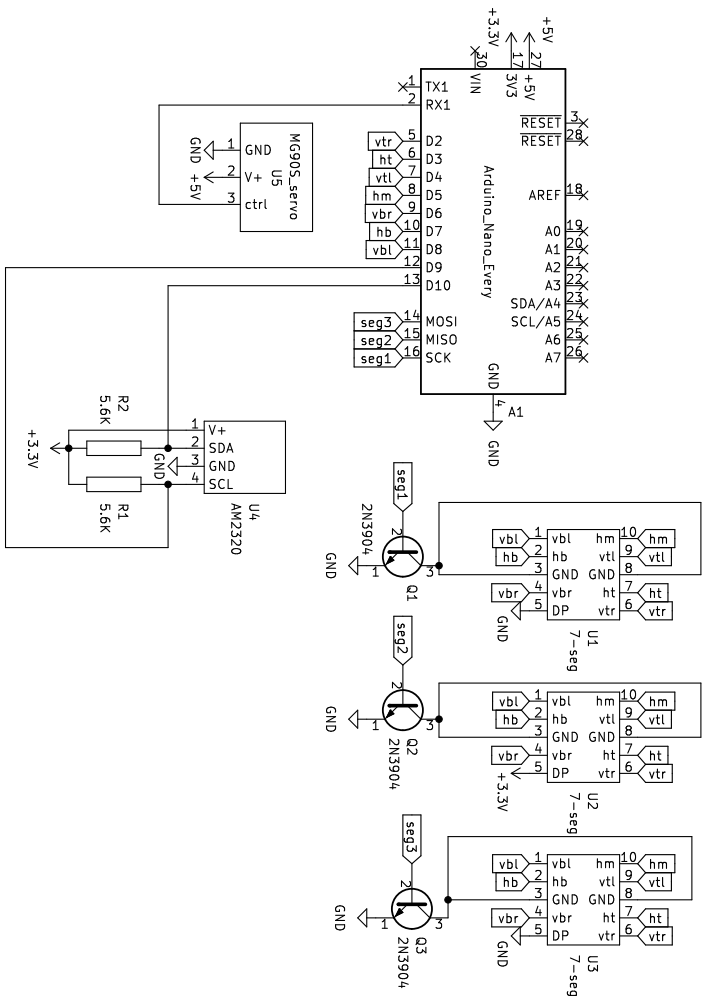 +3.3V
+5V
30
17
27
VIN
3V3
+5V
1 TX1
2 RX1
RESET 3
RESET 28
vtr 5 D2
ht 6 D3
vtl 7 D4
hm 8 D5
vbr 9 D6
hb 10 D7
vbl 11 D8
12 D9
13 D10
seg3 14 MOSI
seg2 15 MISO
seg1 16 SCK
Arduino_Nano_Every
AREF 18
A0 19
A1 20
A2 21
A3 22
SDA/A4 23
SCL/A5 24
A6 25
A7 26
GND
4
A1
GND
MG90S_servo
U5
GND 1 GND
+5V 2 V+
3 ctrl
R2
5.6K
+3.3V
R1
5.6K
1 V+
2 SDA
GND 3 GND
4 SCL
U4
AM2320
seg1
2N3904
2
GND
1
3
Q1
vbl 1 vbl hm 10 hm
hb 2 hb vtl 9 vtl
3 GND GND 8
vbr 4 vbr ht 7 ht
5 DP vtr 6 vtr
GND
U1
7-seg
seg2
2
GND
1
3
Q2
2N3904
vbl 1 vbl hm 10 hm
hb 2 hb vtl 9 vtl
3 GND GND 8
vbr 4 vbr ht 7 ht
5 DP vtr 6 vtr
+3.3V
U2
7-seg
seg3
2
GND
1
3
Q3
2N3904
vbl 1 vbl hm 10 hm
hb 2 hb vtl 9 vtl
3 GND GND 8
vbr 4 vbr ht 7 ht
5 DP vtr 6 vtr
GND
U3
7-seg